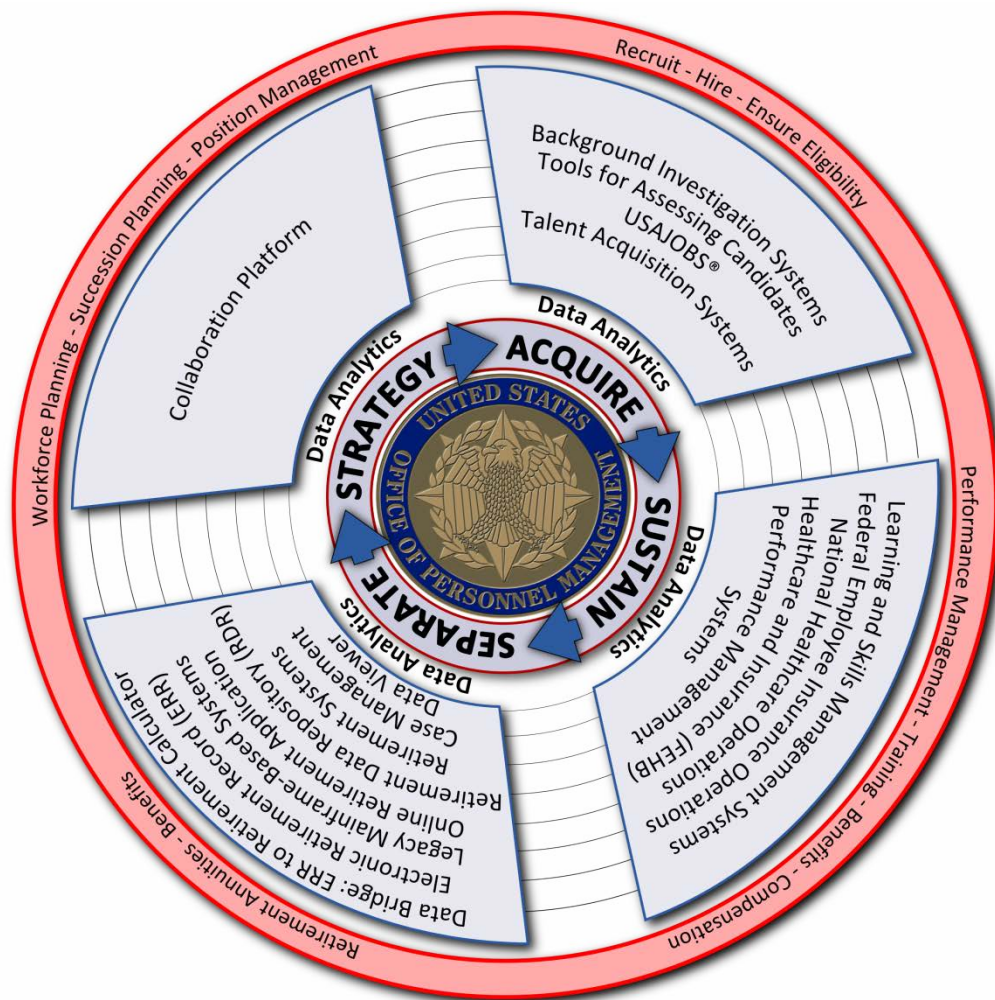 Workforce Planning - Succession Planning - Position Management
Collaboration Platform
Data Analytics
STRATEGY
Recruit - Hire - Ensure Eligibility
Background Investigation Systems
Tools for Assessing Candidates
USAJOBS®
Talent Acquisition Systems
Data Analytics
ACQUIRE
Performance Management - Training - Benefits - Compensation
Learning and Skills Management Systems
Federal Employee Insurance Operations
National Healthcare Operations
Healthcare and Insurance (FEHB)
Performance Management
Systems
Data Analytics
SUSTAIN
Retirement Annuities - Benefits
Data Bridge: ERR to Retirement Calculator
Electronic Retirement Record (ERR)
Legacy Mainframe-Based Systems
Online Retirement Application
Retirement Data Repository (RDR)
Retirement Systems
Case Management
Data Viewer
Data Analytics
SEPARATE
UNITED STATES
OFFICE OF PERSONNEL MANAGEMENT